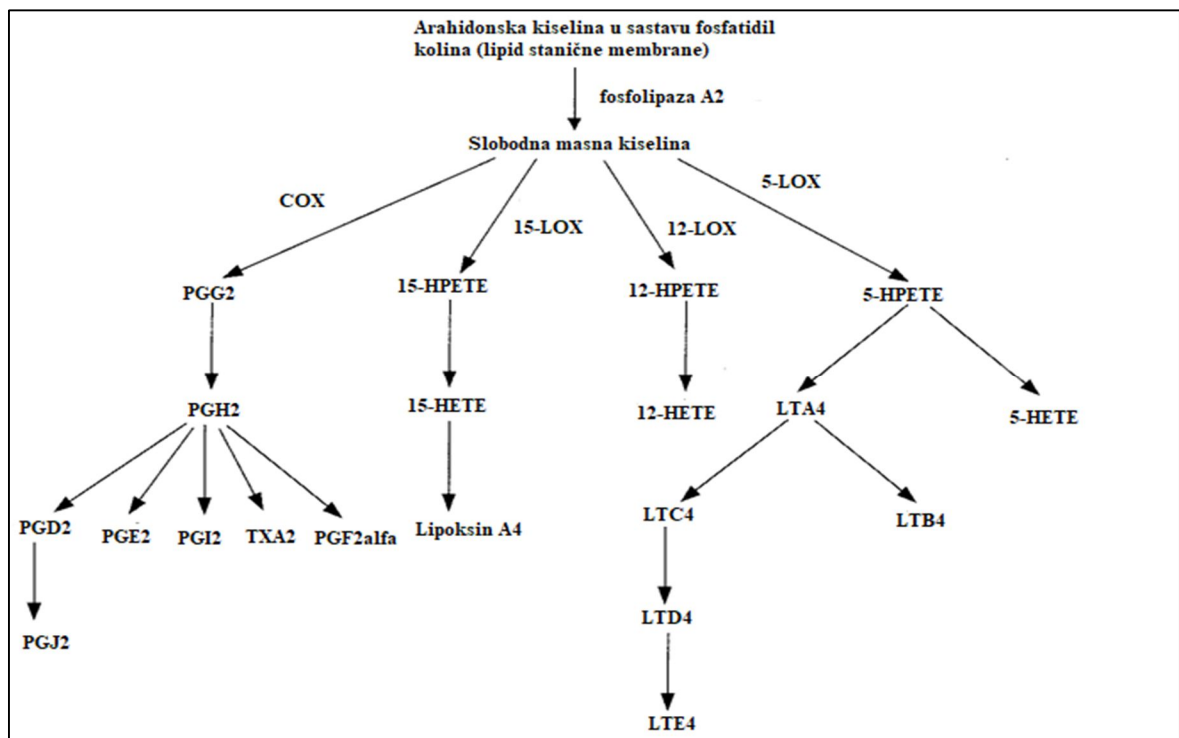 Arahidonska kiselina u sastavu fosfatidil
kolina (lipid stanične membrane)
fosfolipaza A2
Slobodna masna kiselina
COX
15-LOX
12-LOX
5-LOX
PGG2
15-HPETE
12-HPETE
5-HPETE
PGH2
15-HETE
12-HETE
LTA4
5-HETE
PGD2
PGE2
PGI2
TXA2
PGF2alfa
Lipoksin A4
LTC4
LTB4
PGJ2
LTD4
LTE4